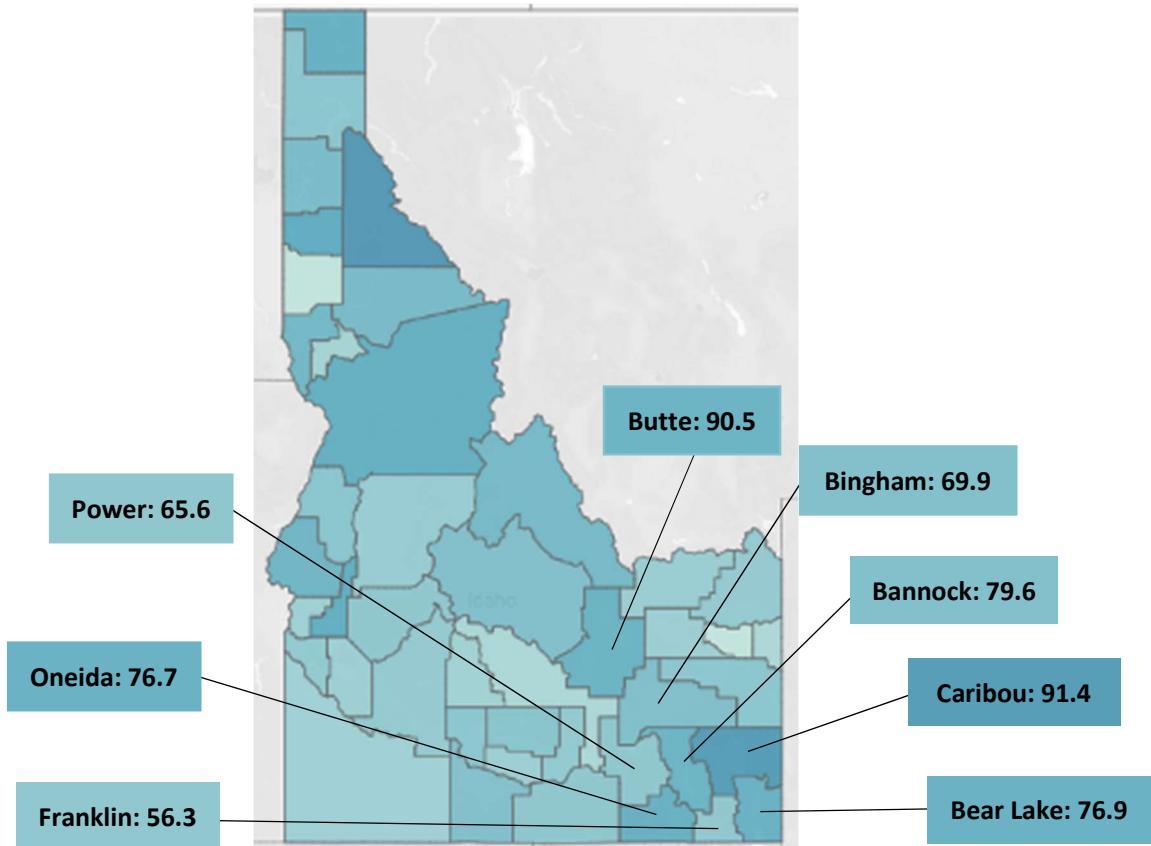 Butte: 90.5
Bingham: 69.9
Power: 65.6
Bannock: 79.6
Idaho
Oneida: 76.7
Caribou: 91.4
Franklin: 56.3
Bear Lake: 76.9